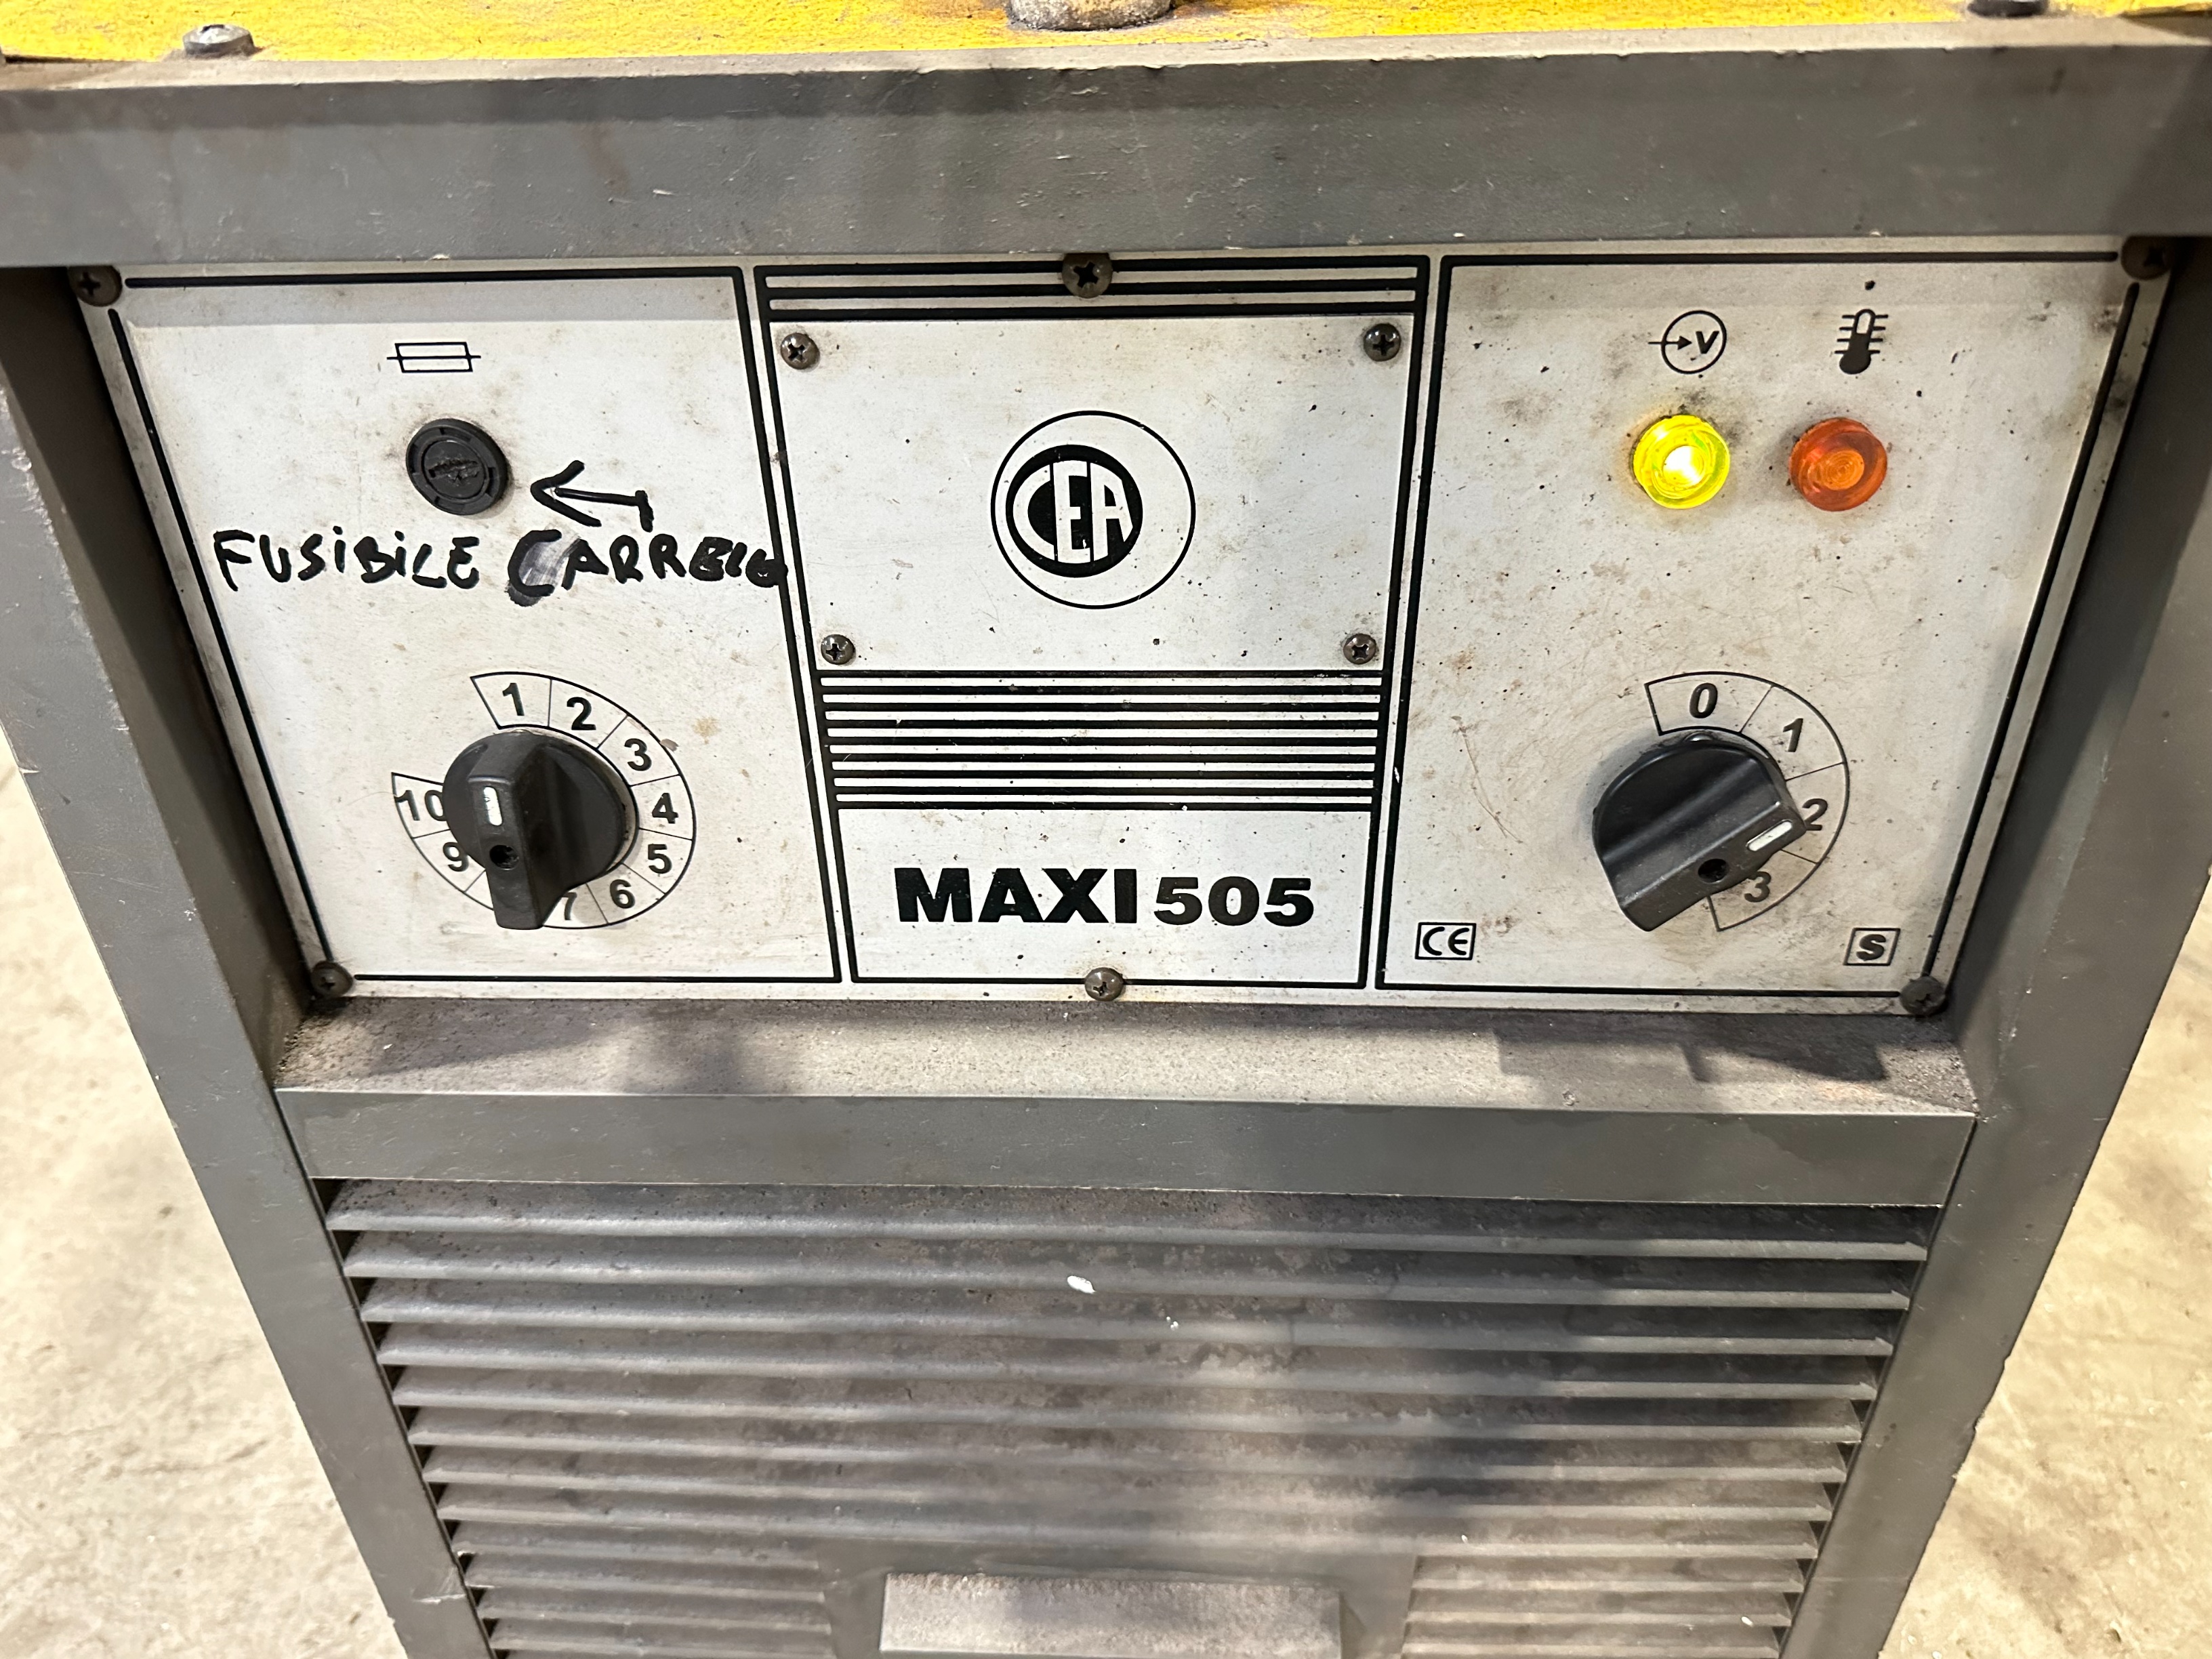 V
FUSiBiLE CARRELLO
CEA
1 2 3 4 5 6 7 9 10
0 1 2 3
MAXI 505
CE
S